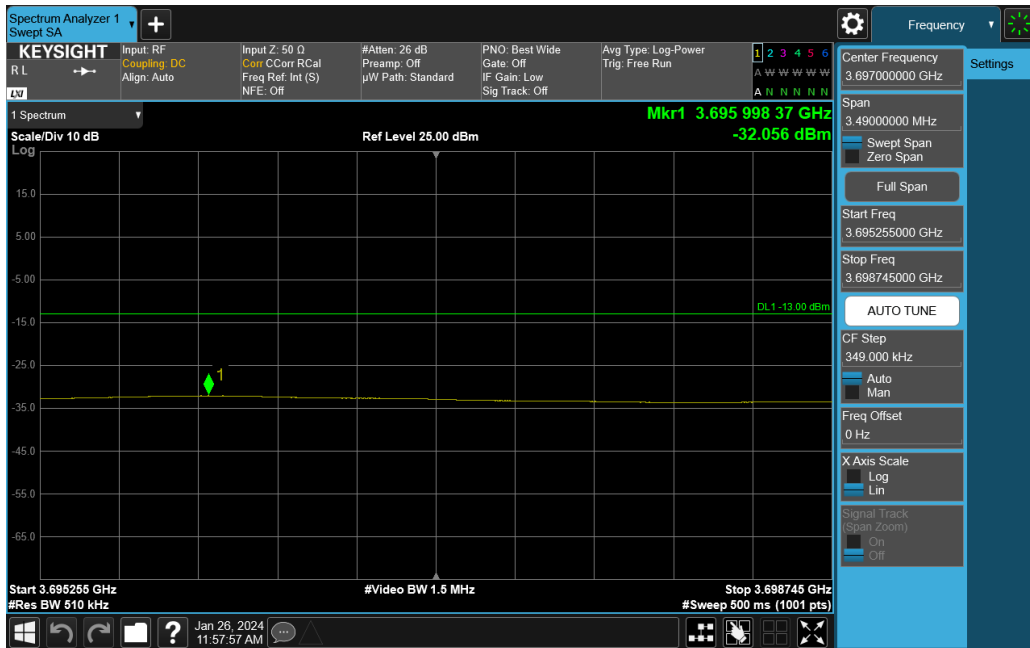 Spectrum Analyzer 1
Swept SA
Frequency
KEYSIGHT
R L
LXI
Input: RF
Coupling: DC
Align: Auto
Input Z: 50 Ω
Corr CCorr RCal
Freq Ref: Int (S)
NFE: Off
#Atten: 26 dB
Preamp: Off
µW Path: Standard
PNO: Best Wide
Gate: Off
IF Gain: Low
Sig Track: Off
Avg Type: Log-Power
Trig: Free Run
1 2 3 4 5 6
A W W W W W
A N N N N N
1 Spectrum
Mkr1 3.695 998 37 GHz
-32.056 dBm
Scale/Div 10 dB
Ref Level 25.00 dBm
Log
15.0
5.00
-5.00
DL1 -13.00 dBm
-15.0
-25.0
1
-35.0
-45.0
-55.0
-65.0
Start 3.695255 GHz
#Video BW 1.5 MHz
Stop 3.698745 GHz
#Res BW 510 kHz
#Sweep 500 ms (1001 pts)
?
Jan 26, 2024
11:57:57 AM
Center Frequency
3.697000000 GHz
Settings
Span
3.49000000 MHz
Swept Span
Zero Span
Full Span
Start Freq
3.695255000 GHz
Stop Freq
3.698745000 GHz
AUTO TUNE
CF Step
349.000 kHz
Auto
Man
Freq Offset
0 Hz
X Axis Scale
Log
Lin
Signal Track
(Span Zoom)
On
Off